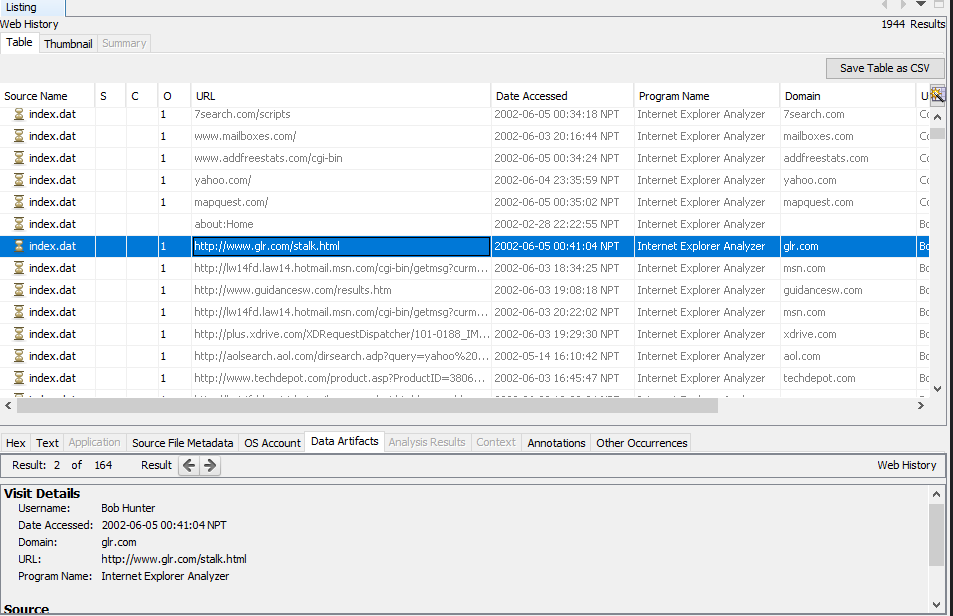 Listing
Web History
1944 Results
Table Thumbnail Summary
Save Table as CSV
Source Name S C O URL Date Accessed Program Name Domain U
index.dat 1 7search.com/scripts 2002-06-05 00:34:18 NPT Internet Explorer Analyzer 7search.com Co
index.dat 1 www.mailboxes.com/ 2002-06-03 20:16:44 NPT Internet Explorer Analyzer mailboxes.com Co
index.dat 1 www.addfreestats.com/cgi-bin 2002-06-05 00:34:24 NPT Internet Explorer Analyzer addfreestats.com Co
index.dat 1 yahoo.com/ 2002-06-04 23:35:59 NPT Internet Explorer Analyzer yahoo.com Co
index.dat 1 mapquest.com/ 2002-06-05 00:35:02 NPT Internet Explorer Analyzer mapquest.com Co
index.dat about:Home 2002-02-28 22:22:55 NPT Internet Explorer Analyzer Bo
index.dat 1 http://www.glr.com/stalk.html 2002-06-05 00:41:04 NPT Internet Explorer Analyzer glr.com Bo
index.dat 1 http://lw14fd.law14.hotmail.msn.com/cgi-bin/getmsg?curm... 2002-06-03 18:34:25 NPT Internet Explorer Analyzer msn.com Bo
index.dat 1 http://www.guidancesw.com/results.htm 2002-06-03 19:08:18 NPT Internet Explorer Analyzer guidancesw.com Bo
index.dat 1 http://lw14fd.law14.hotmail.msn.com/cgi-bin/getmsg?curm... 2002-06-03 20:22:02 NPT Internet Explorer Analyzer msn.com Bo
index.dat 1 http://plus.xdrive.com/XDRequestDispatcher/101-0188_IM... 2002-06-03 19:29:30 NPT Internet Explorer Analyzer xdrive.com Bo
index.dat 1 http://aolsearch.aol.com/dirsearch.adp?query=yahoo%20... 2002-05-14 16:10:42 NPT Internet Explorer Analyzer aol.com Bo
index.dat 1 http://www.techdepot.com/product.asp?ProductID=3806... 2002-06-03 16:45:47 NPT Internet Explorer Analyzer techdepot.com Bo
Hex Text Application Source File Metadata OS Account Data Artifacts Analysis Results Context Annotations Other Occurrences
Result: 2 of 164 Result Web History
Visit Details
Username: Bob Hunter
Date Accessed: 2002-06-05 00:41:04 NPT
Domain: glr.com
URL: http://www.glr.com/stalk.html
Program Name: Internet Explorer Analyzer
Source